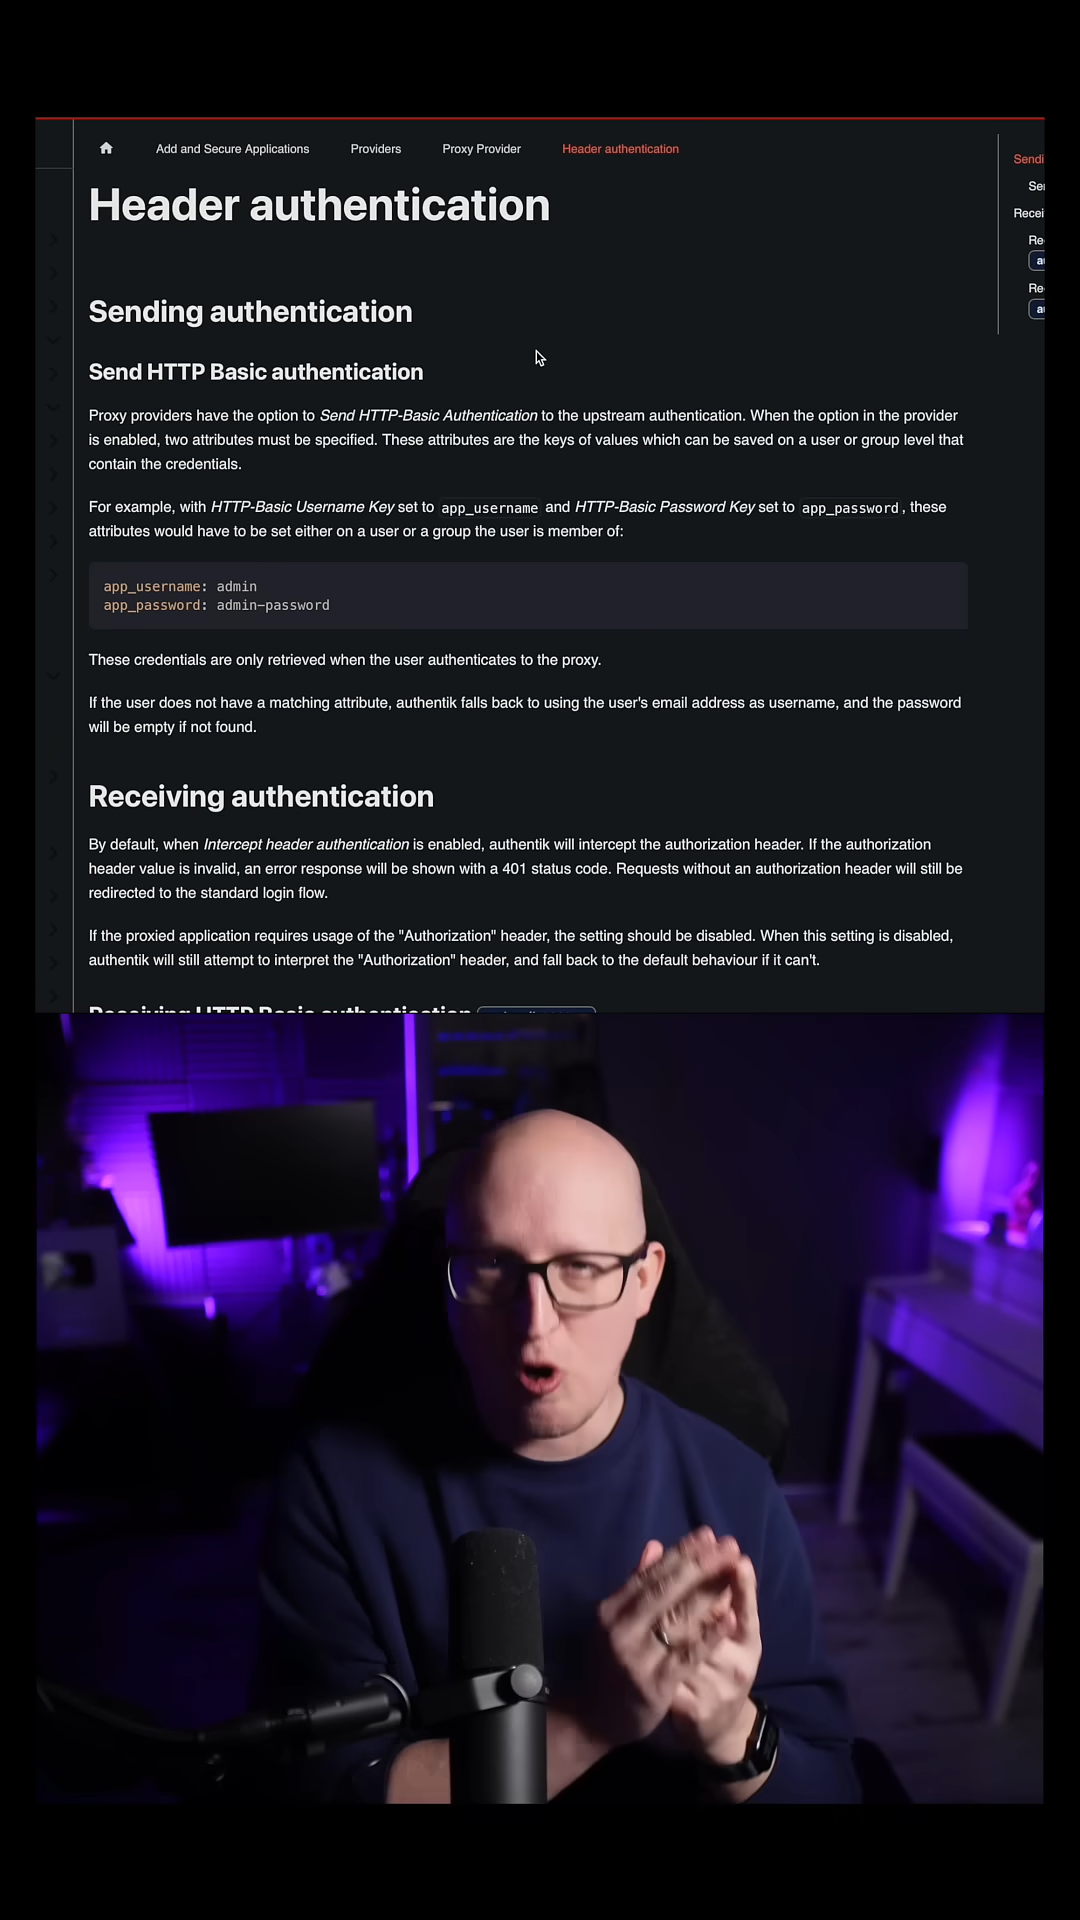 Add and Secure Applications Providers Proxy Provider Header authentication
Header authentication
Sending authentication
Send HTTP Basic authentication
Proxy providers have the option to Send HTTP-Basic Authentication to the upstream authentication. When the option in the provider
is enabled, two attributes must be specified. These attributes are the keys of values which can be saved on a user or group level that
contain the credentials.
For example, with HTTP-Basic Username Key set to app_username and HTTP-Basic Password Key set to app_password, these
attributes would have to be set either on a user or a group the user is member of:
app_username: admin
app_password: admin-password
These credentials are only retrieved when the user authenticates to the proxy.
If the user does not have a matching attribute, authentik falls back to using the user's email address as username, and the password
will be empty if not found.
Receiving authentication
By default, when Intercept header authentication is enabled, authentik will intercept the authorization header. If the authorization
header value is invalid, an error response will be shown with a 401 status code. Requests without an authorization header will still be
redirected to the standard login flow.
If the proxied application requires usage of the "Authorization" header, the setting should be disabled. When this setting is disabled,
authentik will still attempt to interpret the "Authorization" header, and fall back to the default behaviour if it can't.
Receiving HTTP Basic authentication